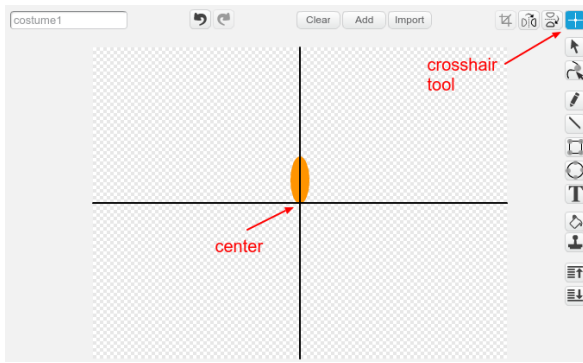 costume1
Clear Add Import
crosshair
tool
center
T